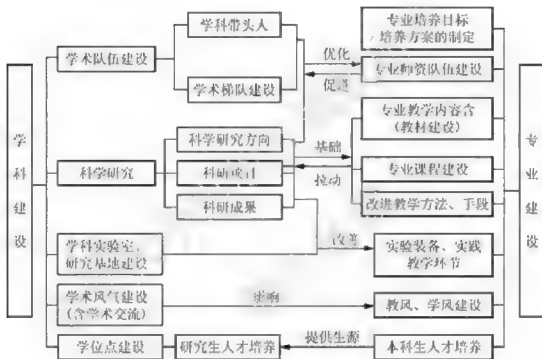 学科建设
学术队伍建设
学科带头人
学术梯队建设
科学研究
科学研究方向
科研项目
科研成果
学科实验室、
研究基地建设
学术风气建设
(含学术交流)
学位点建设
研究生人才培养
优化
促进
基础
拉动
改善
影响
提供生源
专业培养目标
培养方案的制定
专业师资队伍建设
专业教学内容含
(教材建设)
专业课程建设
改进教学方法、手段
实验装备、实践
教学环节
教风、学风建设
本科生人才培养
专业建设